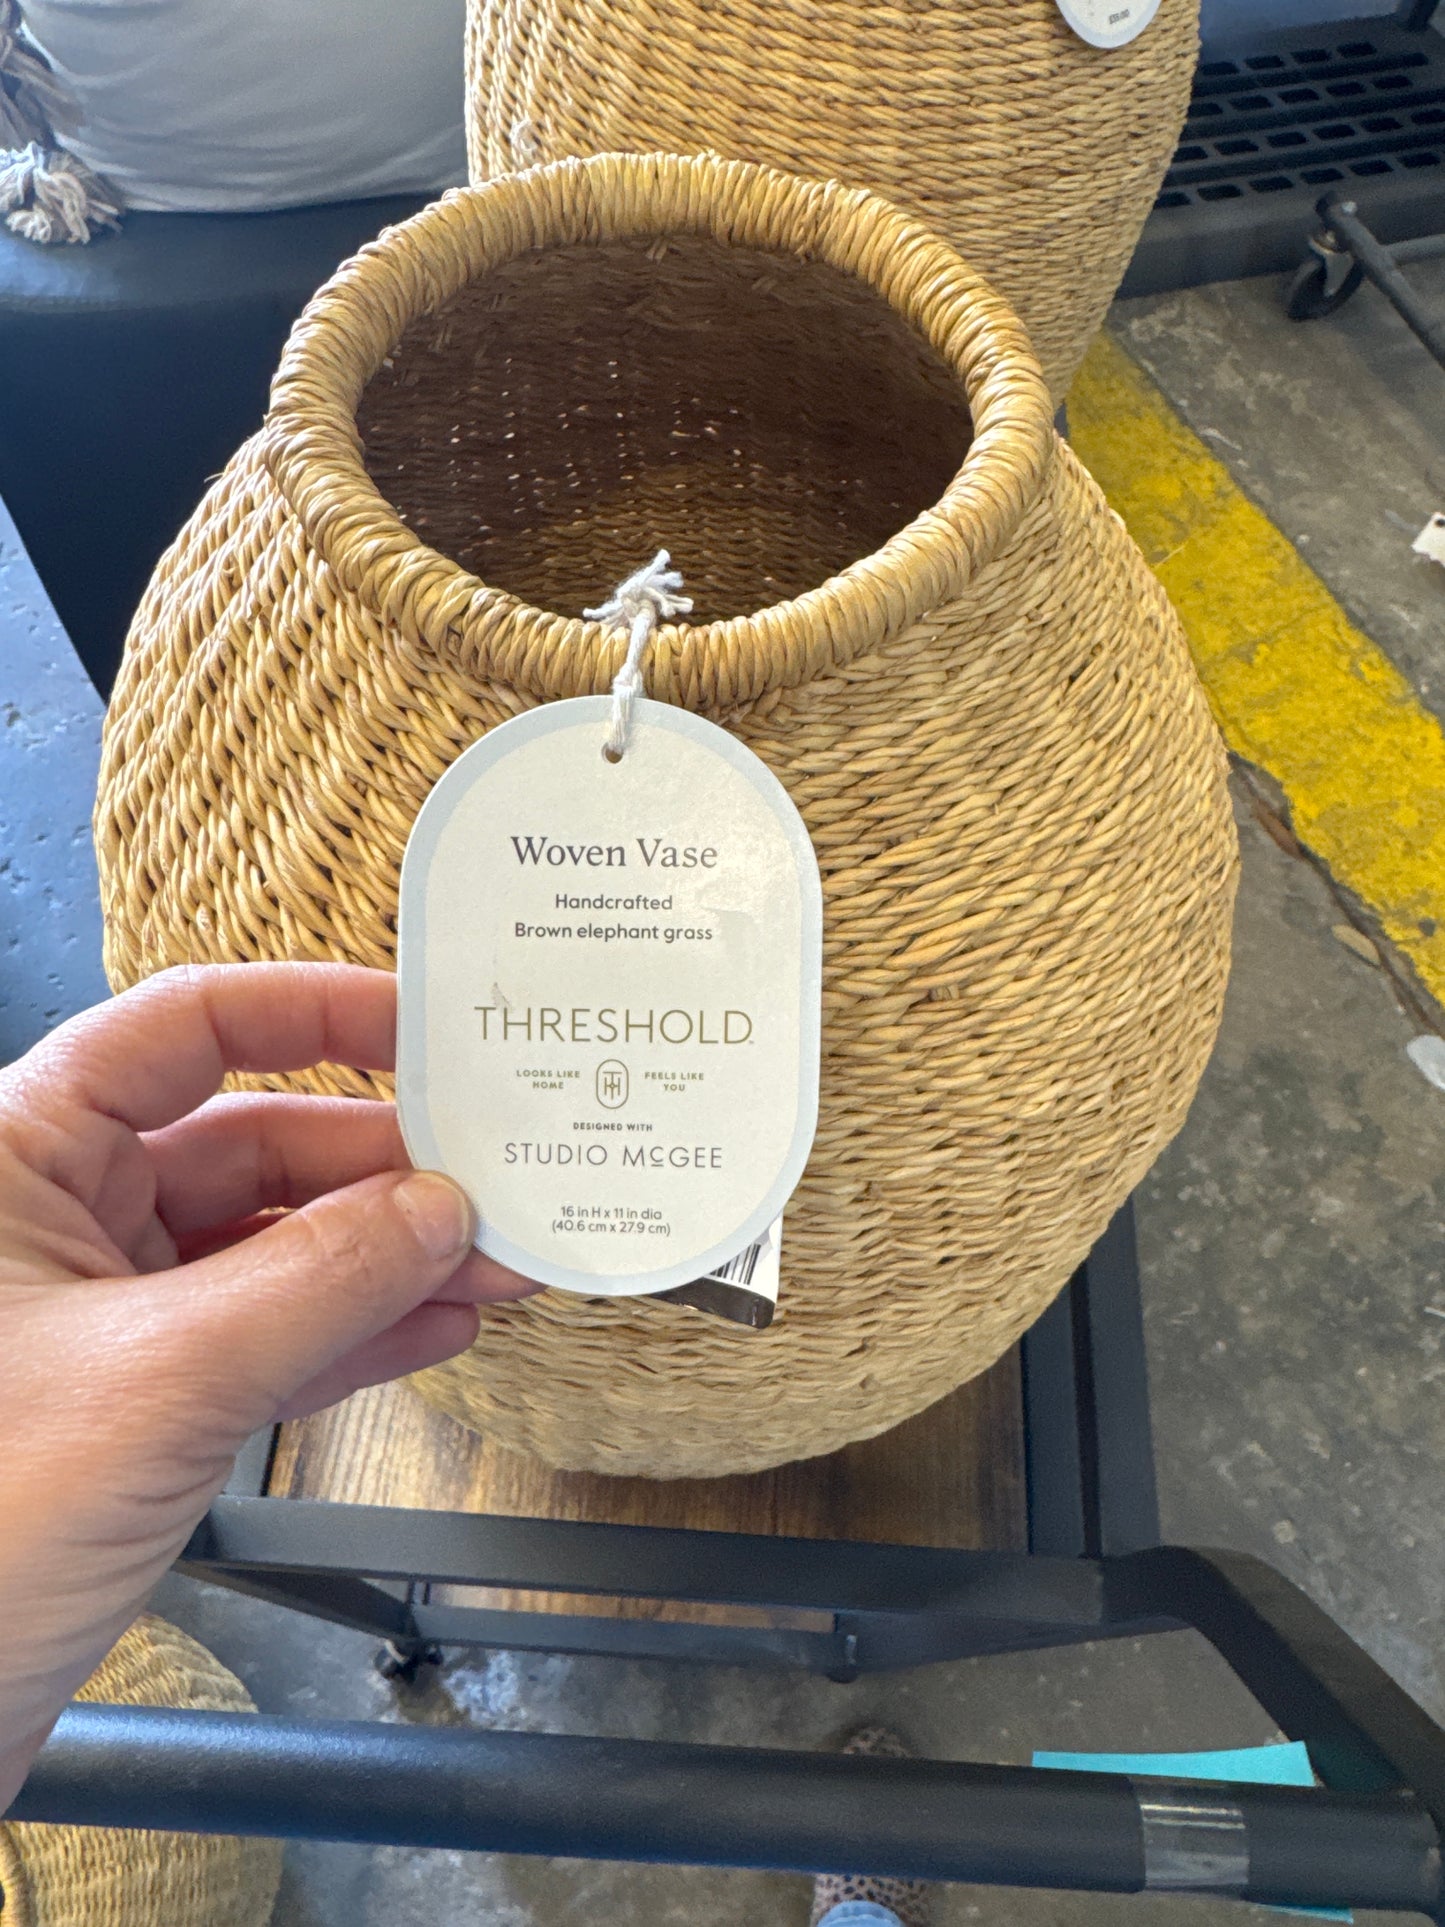 Woven Vase
Handcrafted
Brown elephant grass
THRESHOLD™
LOOKS LIKE
HOME
FEELS LIKE
YOU
DESIGNED WITH
STUDIO McGEE
16 in H x 11 in dia
(40.6 cm x 27.9 cm)